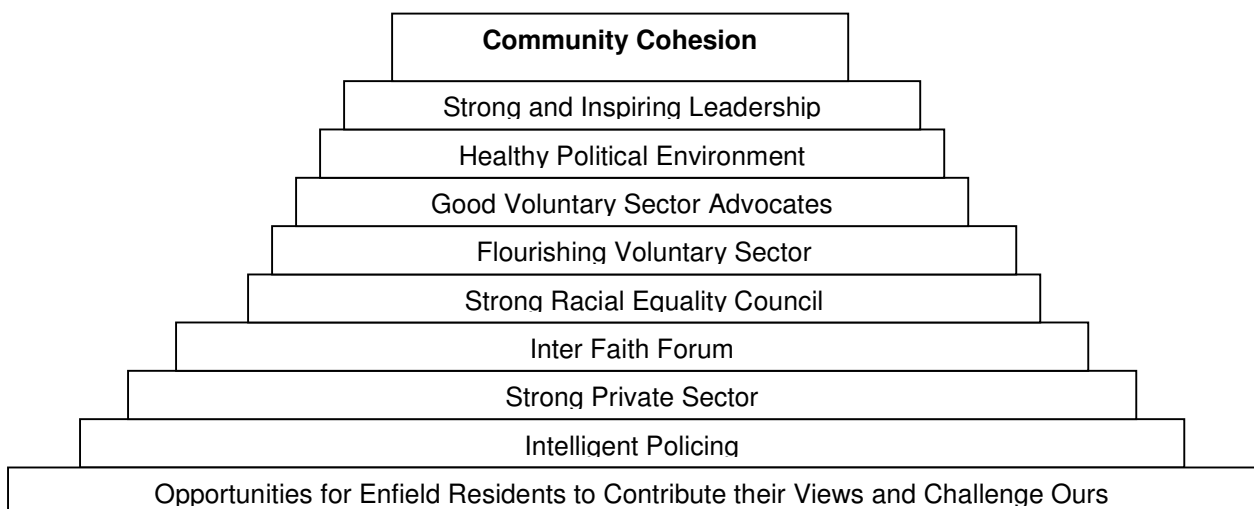 Community Cohesion
Strong and Inspiring Leadership
Healthy Political Environment
Good Voluntary Sector Advocates
Flourishing Voluntary Sector
Strong Racial Equality Council
Inter Faith Forum
Strong Private Sector
Intelligent Policing
Opportunities for Enfield Residents to Contribute their Views and Challenge Ours